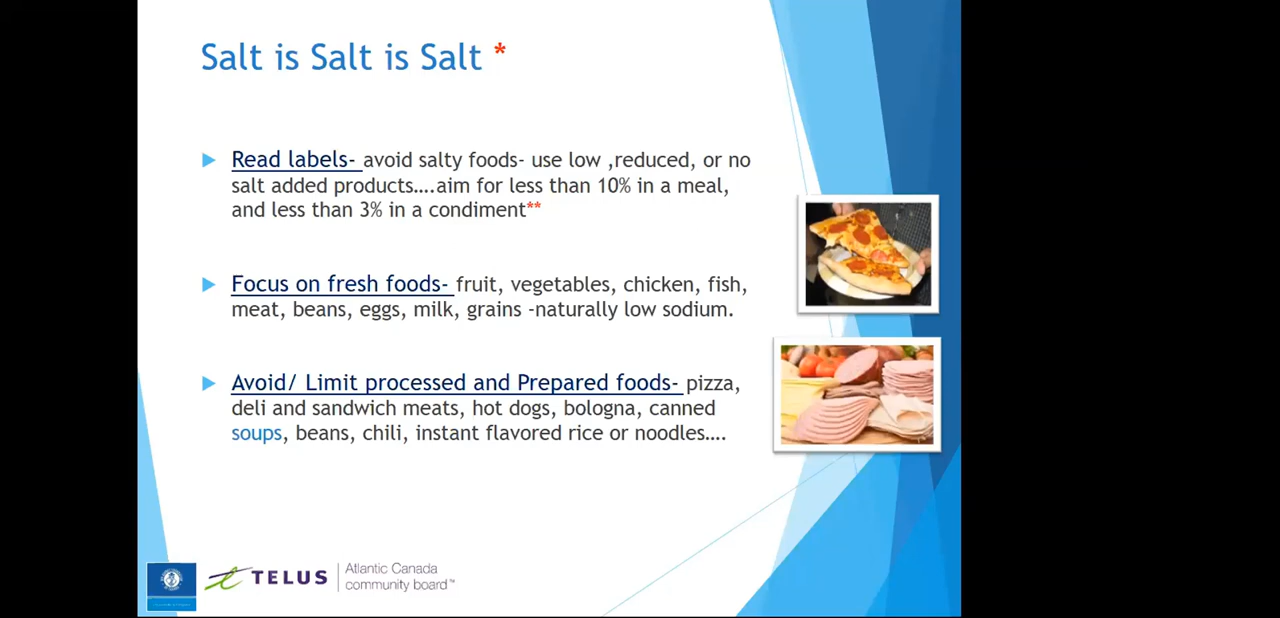 Salt is Salt is Salt *
Read labels- avoid salty foods- use low ,reduced, or no
salt added products....aim for less than 10% in a meal,
and less than 3% in a condiment**
Focus on fresh foods- fruit, vegetables, chicken, fish,
meat, beans, eggs, milk, grains -naturally low sodium.
Avoid/ Limit processed and Prepared foods- pizza,
deli and sandwich meats, hot dogs, bologna, canned
soups, beans, chili, instant flavored rice or noodles....
TELUS
Atlantic Canada
community board™